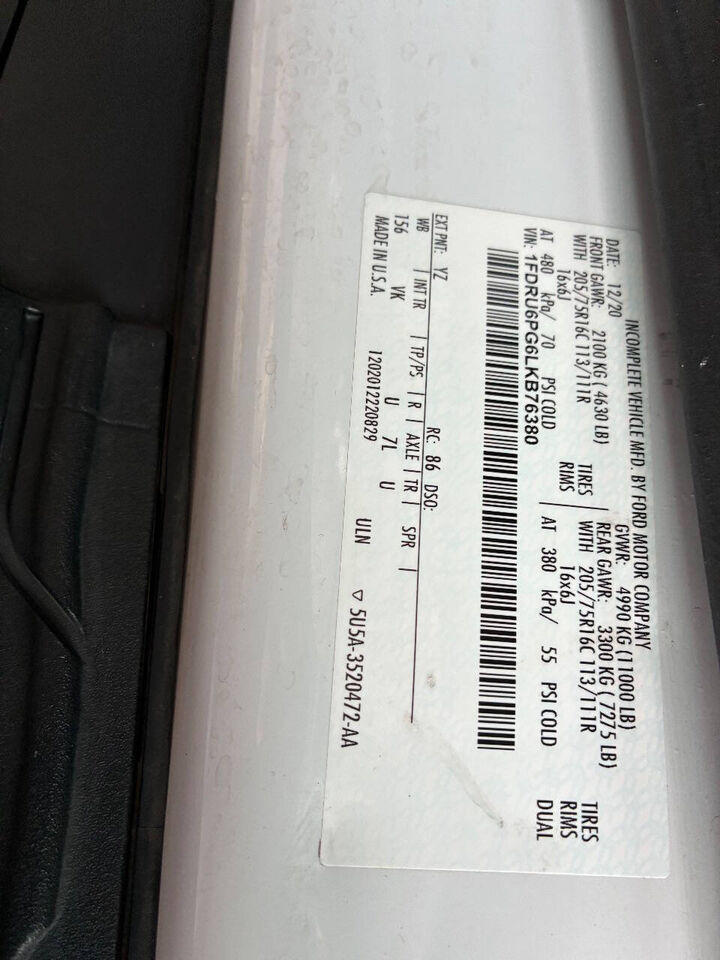 INCOMPLETE VEHICLE MFD. BY FORD MOTOR COMPANY
DATE: 12/20 GVWR: 4990 KG (11000 LB)
FRONT GAWR: 2100 KG ( 4630 LB) REAR GAWR: 3300 KG ( 7275 LB)
WITH 205/75R16C 113/111R TIRES WITH 205/75R16C 113/111R TIRES
16x6J RIMS 16x6J RIMS
AT 480 kPa/ 70 PSI COLD AT 380 kPa/ 55 PSI COLD DUAL
VIN: 1FDRU6PG6LKB76380
EXT PNT: YZ RC: 86 DSO:
WB | INT TR | TP/PS | R | AXLE | TR | SPR |
156 VK U 7L U
MADE IN U.S.A. 1202012220829 ULN ▽ 5U5A-3520472-AA